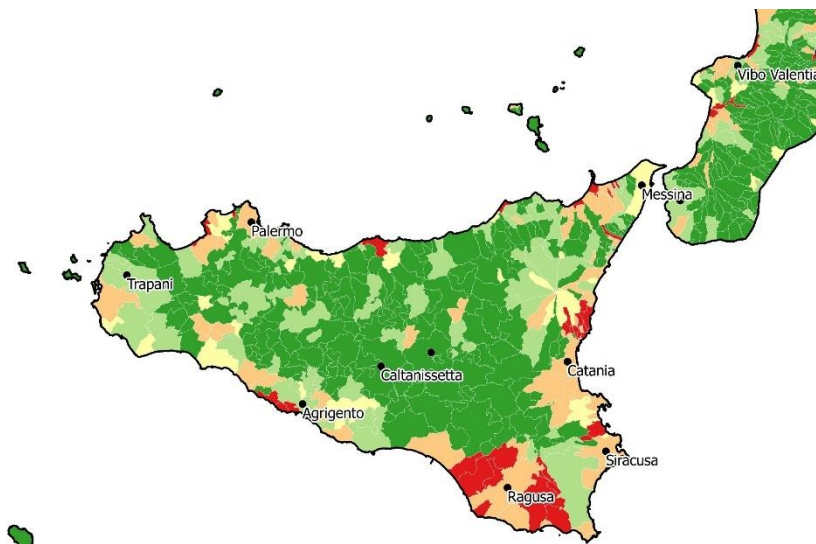 Vibo Valentia
Messina
Palermo
Trapani
Caltanissetta
Catania
Agrigento
Siracusa
Ragusa